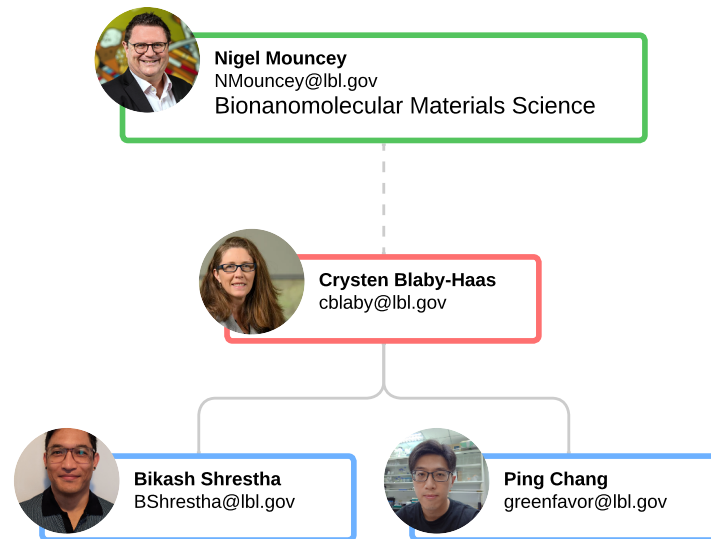 Nigel Mouncey
NMouncey@lbl.gov
Bionanomolecular Materials Science
Crysten Blaby-Haas
cblaby@lbl.gov
Bikash Shrestha
BShrestha@lbl.gov
Ping Chang
greenfavor@lbl.gov